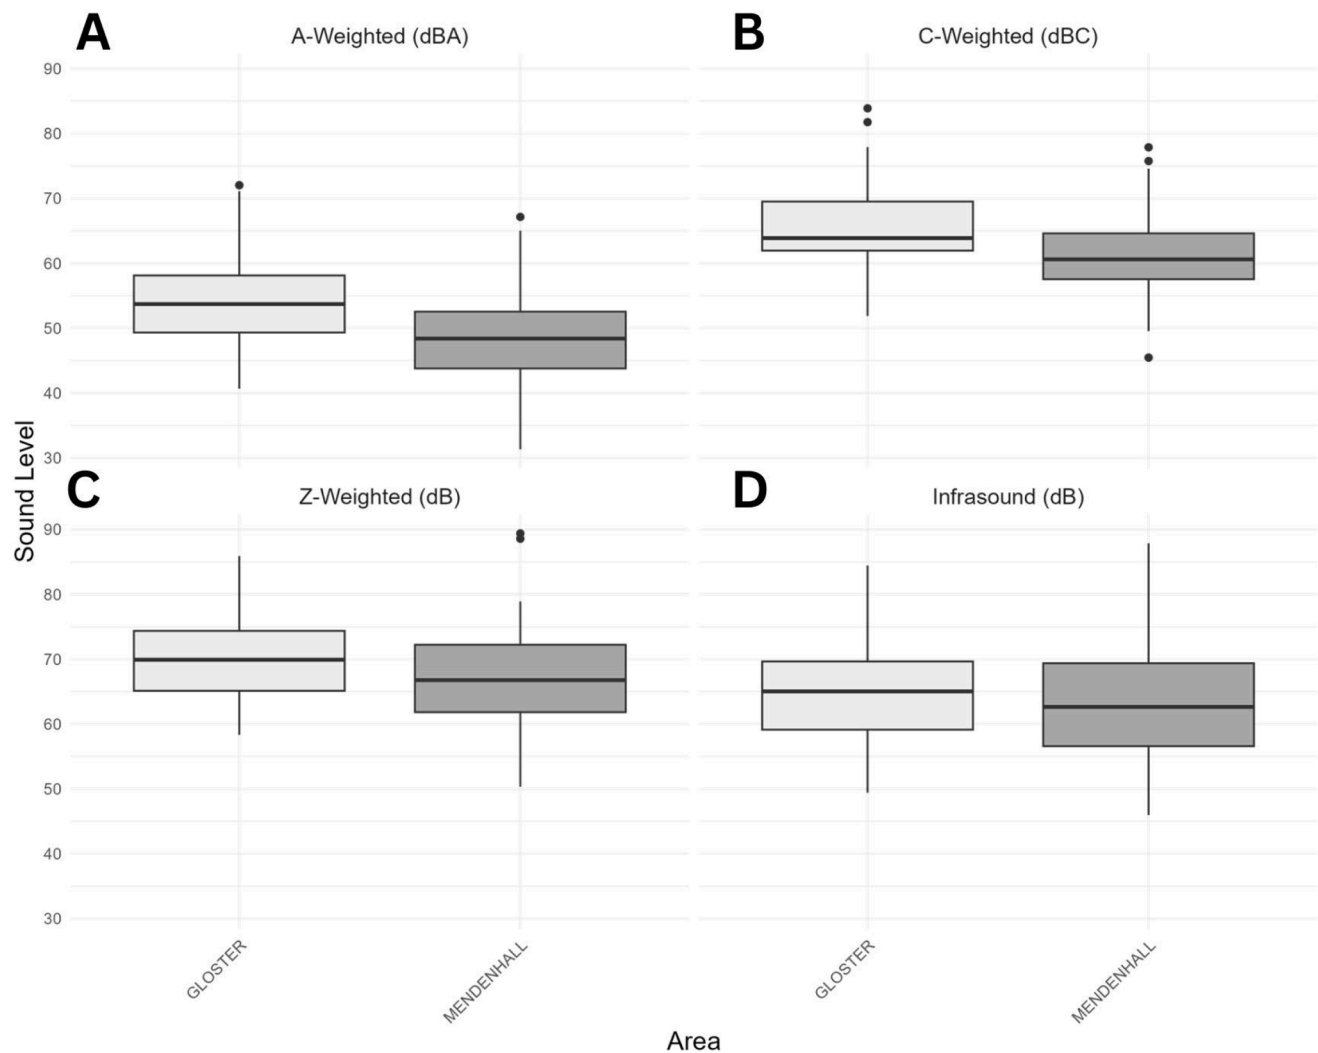 A
A-Weighted (dBA)
B
C-Weighted (dBC)
90
80
70
60
50
40
30
C
Z-Weighted (dB)
D
Infrasound (dB)
90
80
70
60
50
40
30
Sound Level
GLOSTER
MENDENHALL
GLOSTER
MENDENHALL
Area